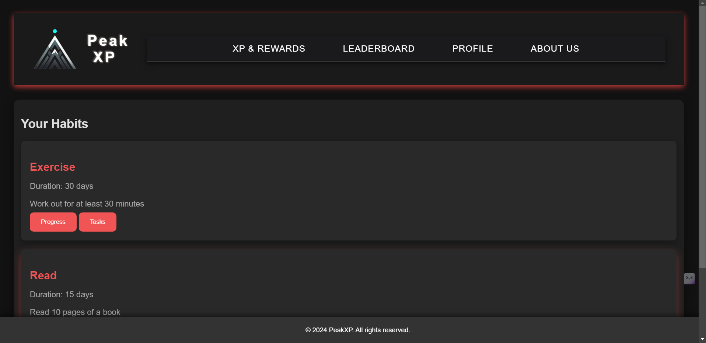 Peak
XP
XP & REWARDS
LEADERBOARD
PROFILE
ABOUT US
Your Habits
Exercise
Duration: 30 days
Work out for at least 30 minutes
Progress
Tasks
Read
Duration: 15 days
Read 10 pages of a book
© 2024 PeakXP. All rights reserved.